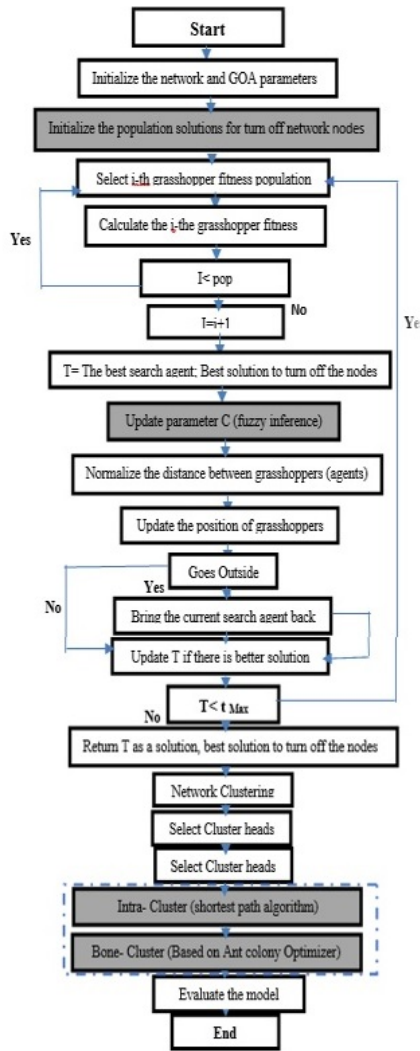 Start
Initialize the network and GOA parameters
Initialize the population solutions for turn off network nodes
Select i-th grasshopper fitness population
Yes
Calculate the i-the grasshopper fitness
I< pop
No
I=i+1
Ye
T= The best search agent; Best solution to turn off the nodes
Update parameter C (fuzzy inference)
Normalize the distance between grasshoppers (agents)
Update the position of grasshoppers
Goes Outside
Yes
No
Bring the current search agent back
Update T if there is better solution
T< t Max
No
Return T as a solution, best solution to turn off the nodes
Network Clustering
Select Cluster heads
Select Cluster heads
Intra- Cluster (shortest path algorithm)
Bone- Cluster (Based on Ant colony Optimizer)
Evaluate the model
End